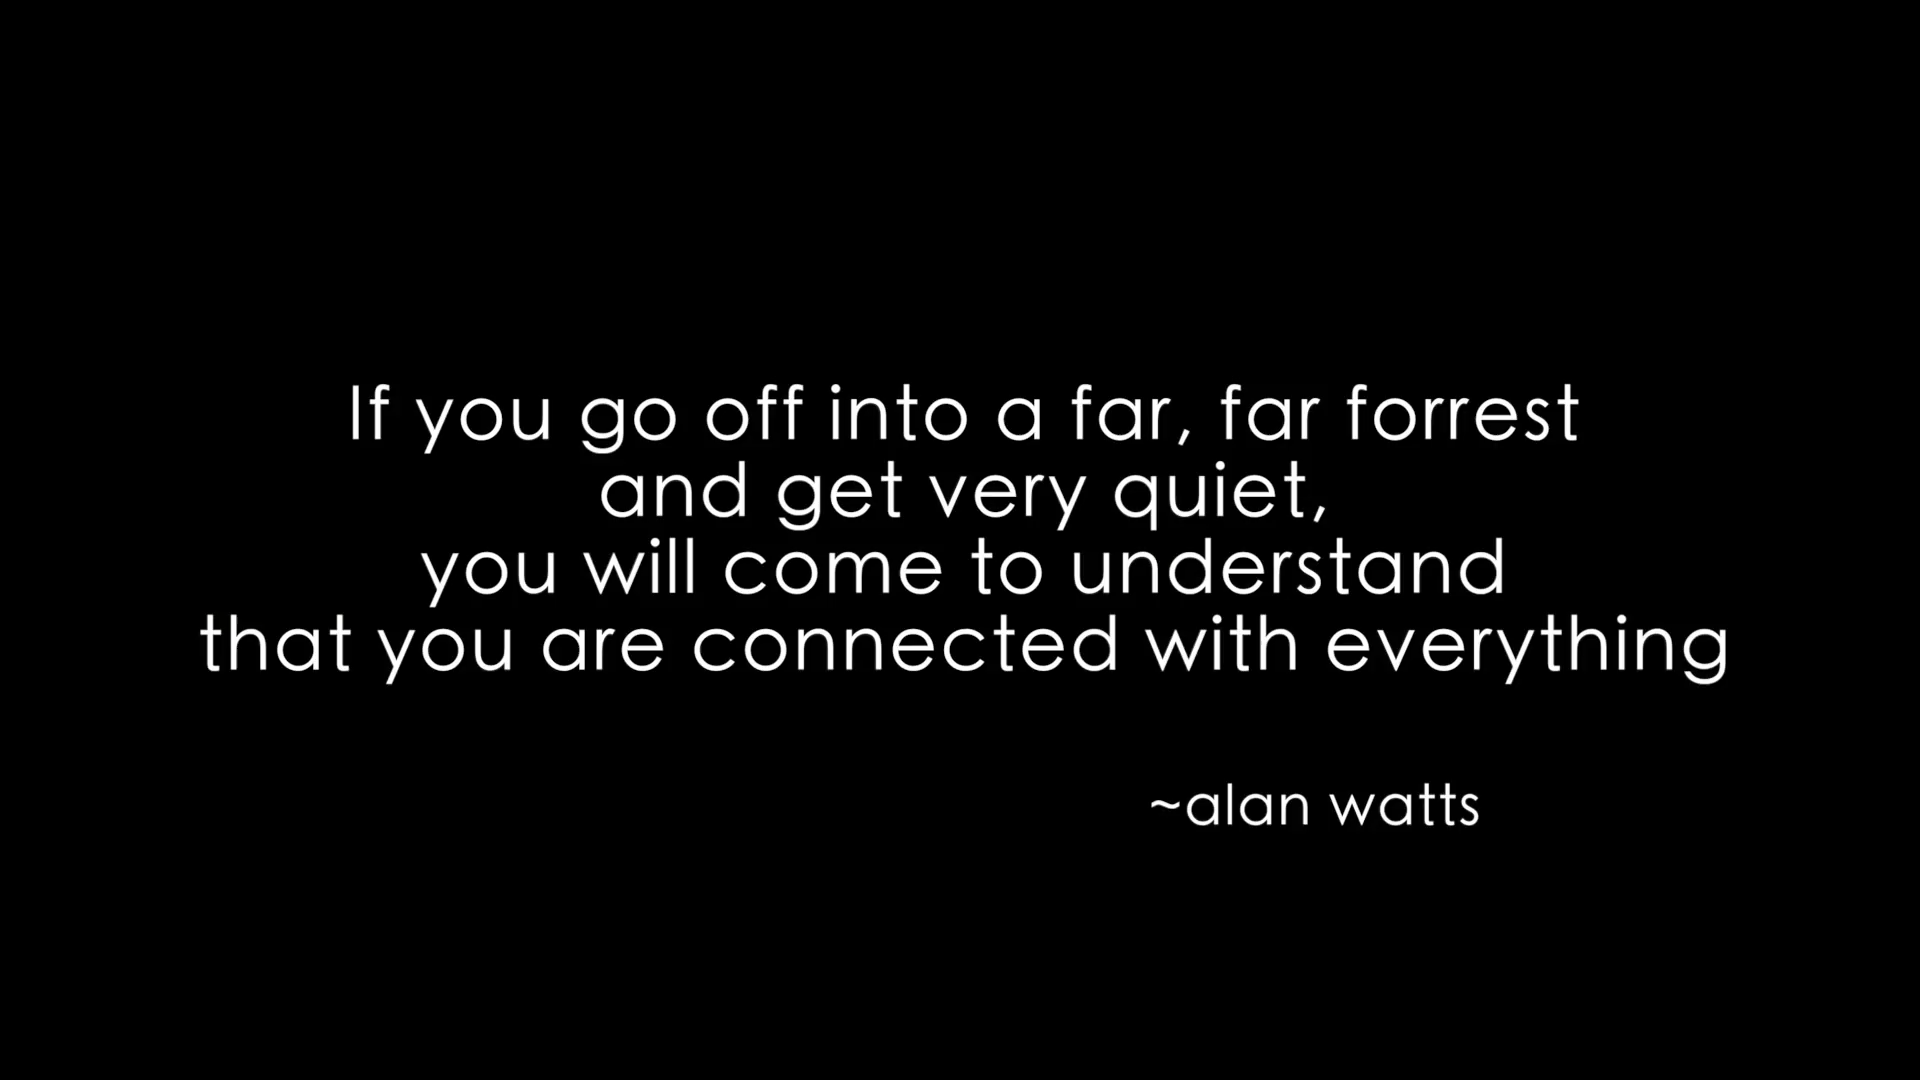 If you go off into a far, far forrest
and get very quiet,
you will come to understand
that you are connected with everything
~alan watts